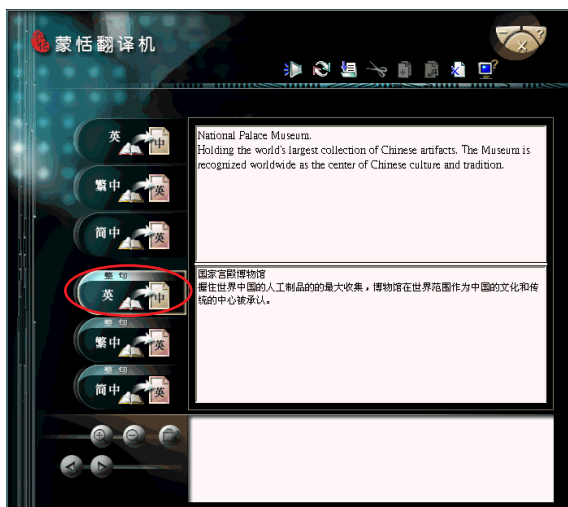 蒙恬翻译机
英 中
National Palace Museum.
Holding the world's largest collection of Chinese artifacts. The Museum is
recognized worldwide as the center of Chinese culture and tradition.
繁中 英
简中 英
整句
英 中
国家宫殿博物馆
握住世界中国的人工制品的的最大收集，博物馆在世界范围作为中国的文化和传
统的中心被承认。
整句
繁中 英
整句
简中 英